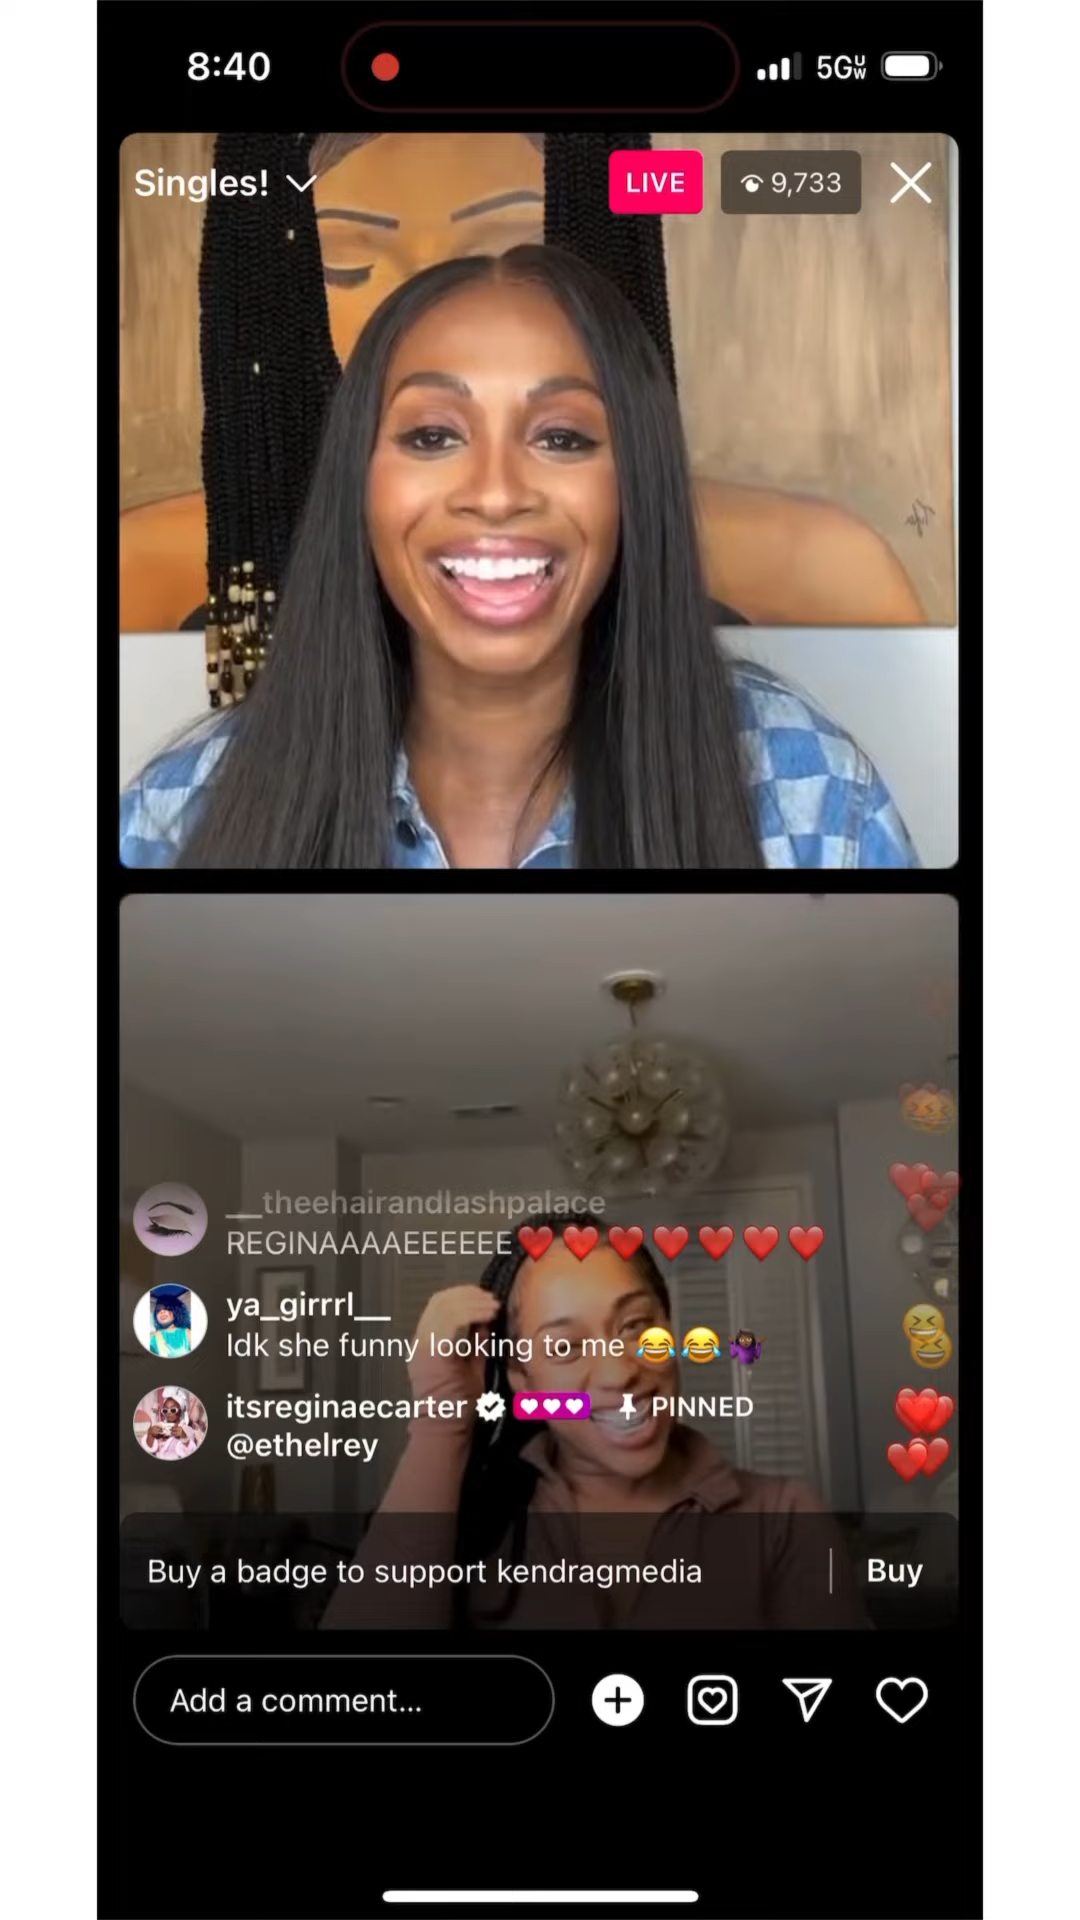 8:40
5GUW
Singles!
LIVE
9,733
__theehairandlashpalace
REGINAAAAEEEEEE❤️❤️❤️❤️❤️❤️❤️
ya_girrrl__
Idk she funny looking to me 😂😂🤷🏾‍♀️
itsreginaecarter PINNED
@ethelrey
Buy a badge to support kendragmedia | Buy
Add a comment...